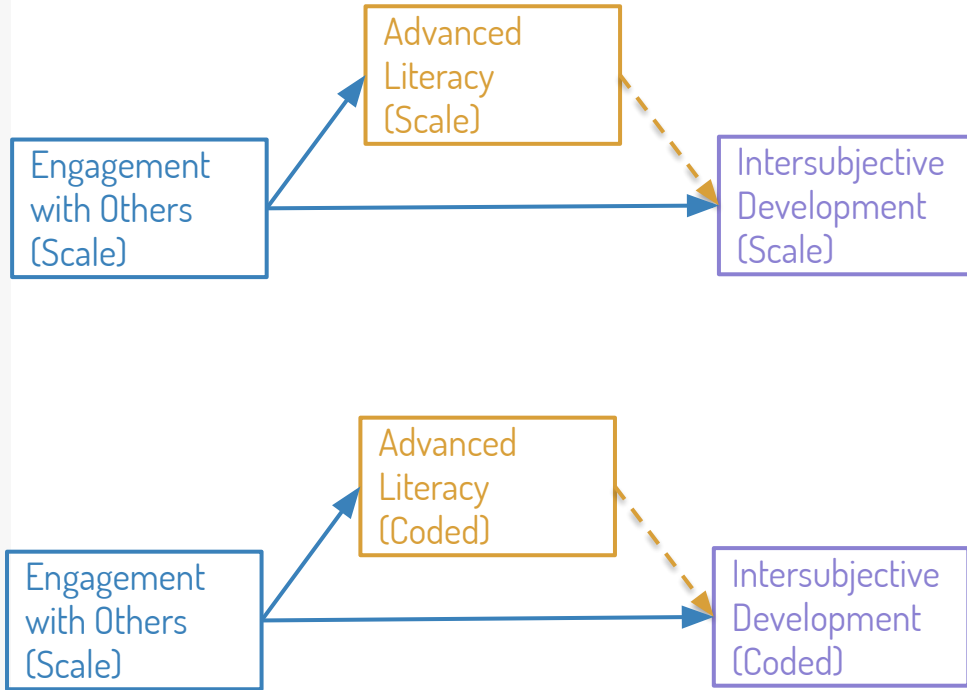 Advanced
Literacy
(Scale)
Engagement
with Others
(Scale)
Intersubjective
Development
(Scale)
Advanced
Literacy
(Coded)
Engagement
with Others
(Scale)
Intersubjective
Development
(Coded)